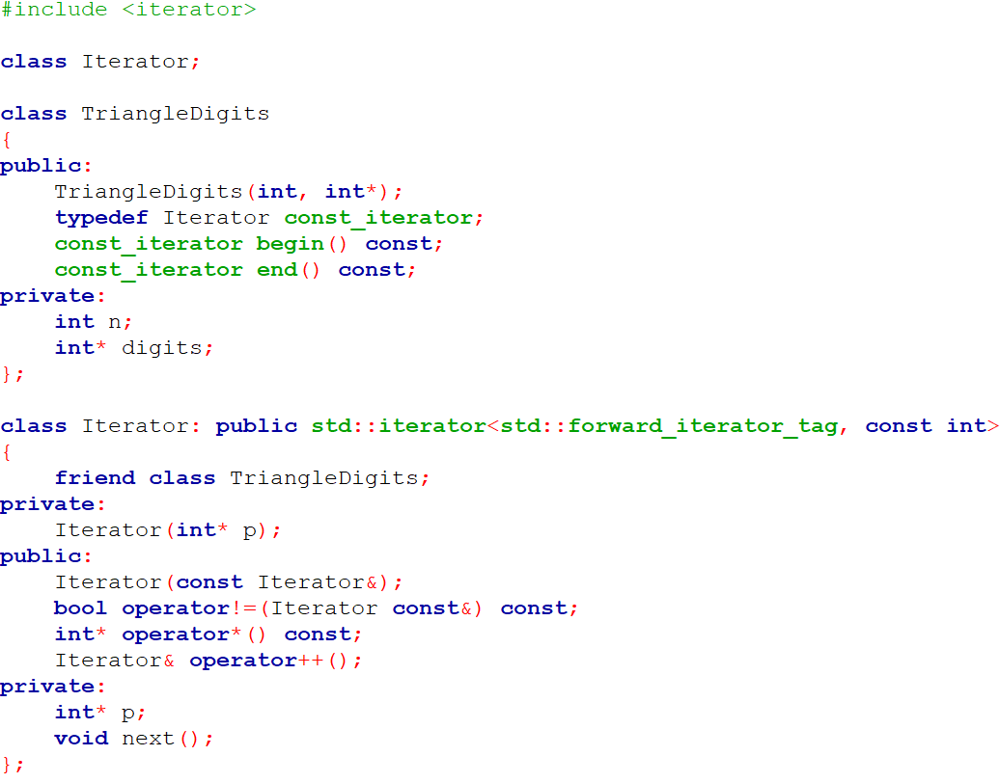 #include <iterator>

class Iterator;

class TriangleDigits
{
public:
    TriangleDigits(int, int*);
    typedef Iterator const_iterator;
    const_iterator begin() const;
    const_iterator end() const;
private:
    int n;
    int* digits;
};

class Iterator: public std::iterator<std::forward_iterator_tag, const int>
{
    friend class TriangleDigits;
private:
    Iterator(int* p);
public:
    Iterator(const Iterator&);
    bool operator!=(Iterator const&) const;
    int* operator*() const;
    Iterator& operator++();
private:
    int* p;
    void next();
};